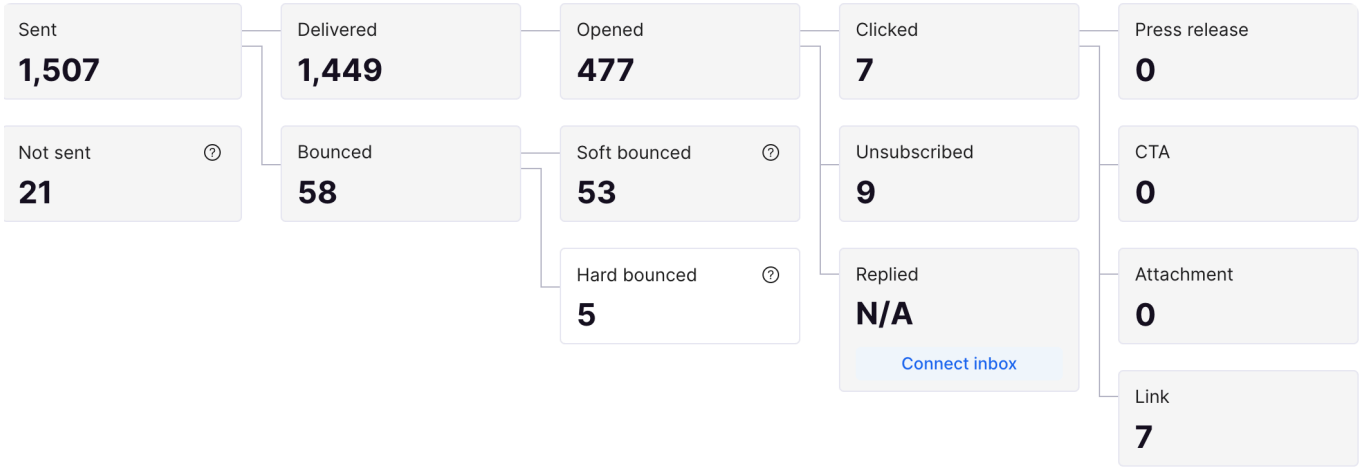 Sent
1,507
Delivered
1,449
Opened
477
Clicked
7
Press release
0
Not sent
21
Bounced
58
Soft bounced
53
Unsubscribed
9
CTA
0
Hard bounced
5
Replied
N/A
Connect inbox
Attachment
0
Link
7